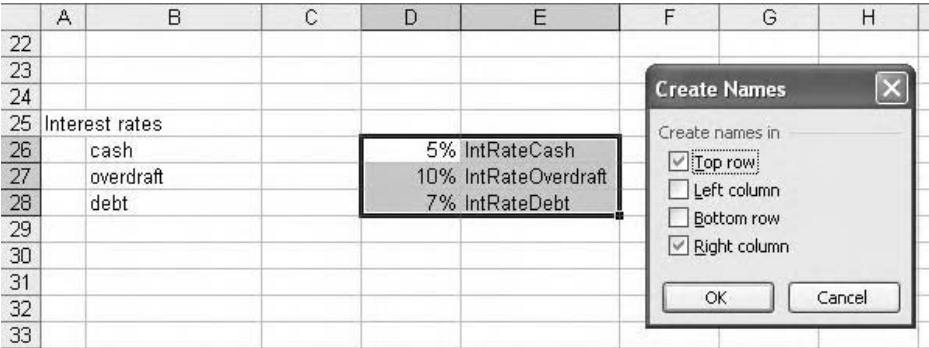 A B C D E F G H
22
23
24
25 Interest rates
26 cash 5% IntRateCash
27 overdraft 10% IntRateOverdraft
28 debt 7% IntRateDebt
29
30
31
32
33
Create Names
Create names in
Top row
Left column
Bottom row
Right column
OK Cancel